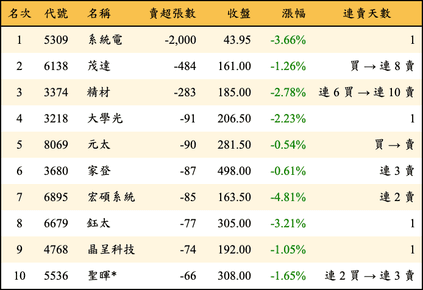 名次 代號 名稱 賣超張數 收盤 漲幅 連賣天數
1 5309 系統電 -2,000 43.95 -3.66% 1
2 6138 茂達 -484 161.00 -1.26% 買 → 連 8 賣
3 3374 精材 -283 185.00 -2.78% 連 6 買 → 連 10 賣
4 3218 大學光 -91 206.50 -2.23% 1
5 8069 元太 -90 281.50 -0.54% 買 → 賣
6 3680 家登 -87 498.00 -0.61% 連 3 賣
7 6895 宏碩系統 -85 163.50 -4.81% 連 2 賣
8 6679 鈺太 -77 305.00 -3.21% 1
9 4768 晶呈科技 -74 192.00 -1.05% 1
10 5536 聖暉* -66 308.00 -1.65% 連 2 買 → 連 3 賣